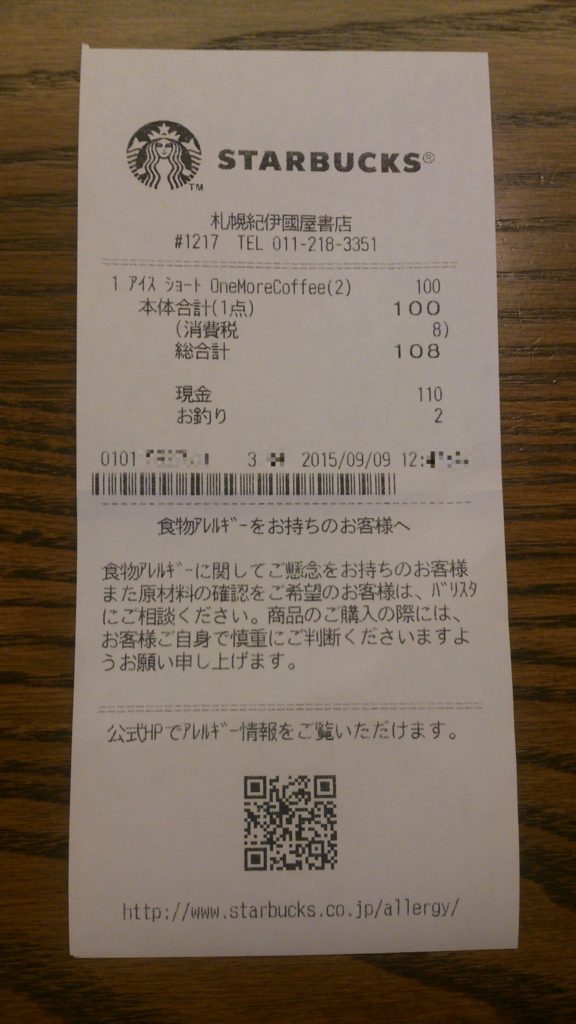 STARBUCKS®
TM
札幌紀伊國屋書店
#1217 TEL 011-218-3351
1 ｱｲｽ ｼｮｰﾄ OneMoreCoffee(2) 100
本体合計(1点) 100
(消費税 8)
総合計 108
現金 110
お釣り 2
0101 3 2015/09/09 12:
食物ｱﾚﾙｷﾞｰをお持ちのお客様へ
食物ｱﾚﾙｷﾞｰに関してご懸念をお持ちのお客様
また原材料の確認をご希望のお客様は、ﾊﾞﾘｽﾀ
にご相談ください。商品のご購入の際には、
お客様ご自身で慎重にご判断くださいますよ
うお願い申し上げます。
公式HPでｱﾚﾙｷﾞｰ情報をご覧いただけます。
http://www.starbucks.co.jp/allergy/